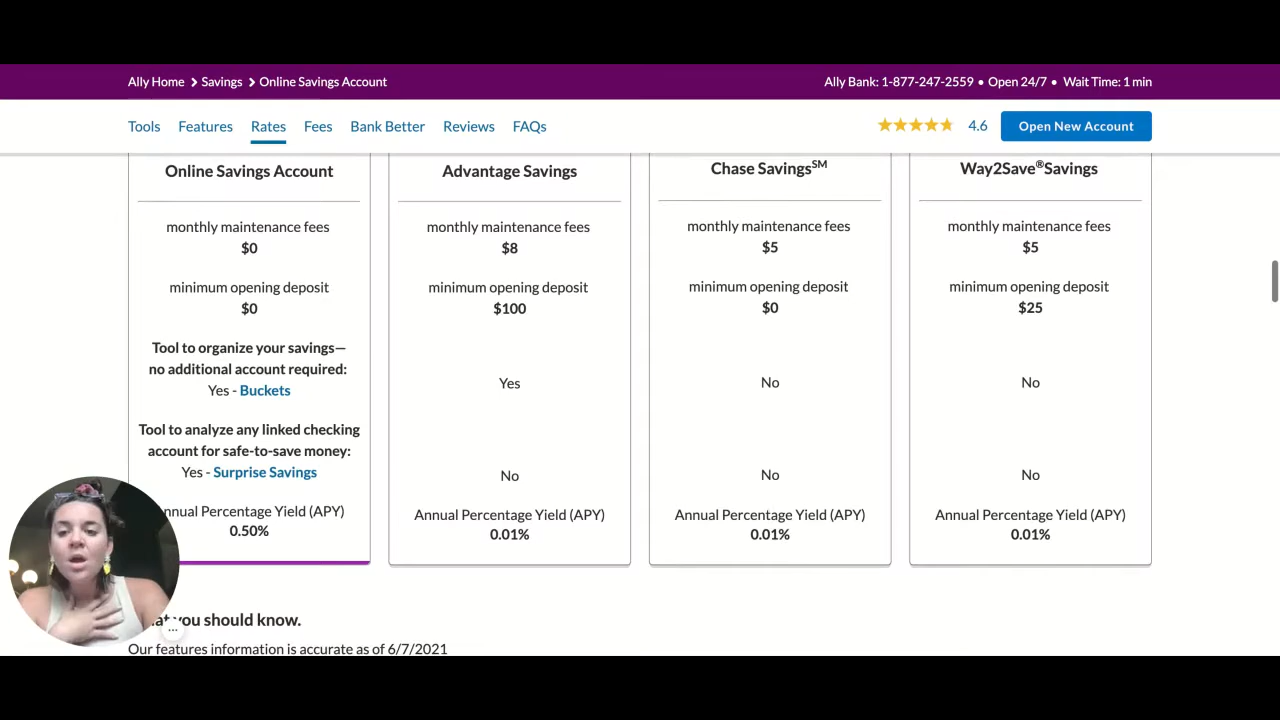 Ally Home > Savings > Online Savings Account
Ally Bank: 1-877-247-2559 • Open 24/7 • Wait Time: 1 min
Tools Features Rates Fees Bank Better Reviews FAQs
4.6
Open New Account
Online Savings Account
monthly maintenance fees
$0
minimum opening deposit
$0
Tool to organize your savings—
no additional account required:
Yes - Buckets
Tool to analyze any linked checking
account for safe-to-save money:
Yes - Surprise Savings
Percentage Yield (APY)
0.50%
Advantage Savings
monthly maintenance fees
$8
minimum opening deposit
$100
Yes
No
Annual Percentage Yield (APY)
0.01%
Chase Savings℠
monthly maintenance fees
$5
minimum opening deposit
$0
No
No
Annual Percentage Yield (APY)
0.01%
Way2Save®Savings
monthly maintenance fees
$5
minimum opening deposit
$25
No
No
Annual Percentage Yield (APY)
0.01%
you should know.
Our features information is accurate as of 6/7/2021